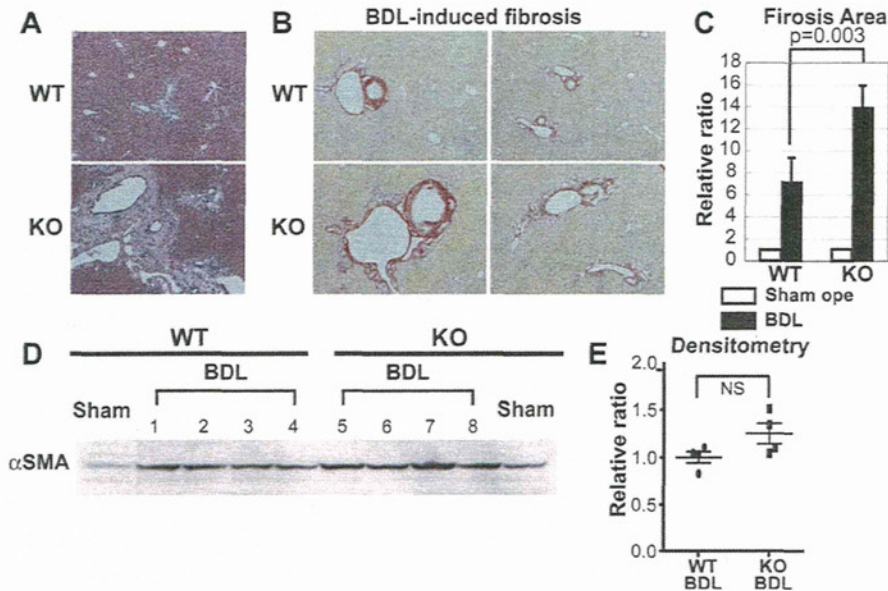 A
WT
KO
B
BDL-induced fibrosis
WT
KO
C
Firosis Area
p=0.003
Relative ratio
18
16
14
12
10
8
6
4
2
0
WT KO
Sham ope
BDL
D
WT KO
BDL BDL
Sham 1 2 3 4 5 6 7 8 Sham
αSMA
E
Densitometry
NS
Relative ratio
2.0
1.5
1.0
0.5
0.0
WT KO
BDL BDL